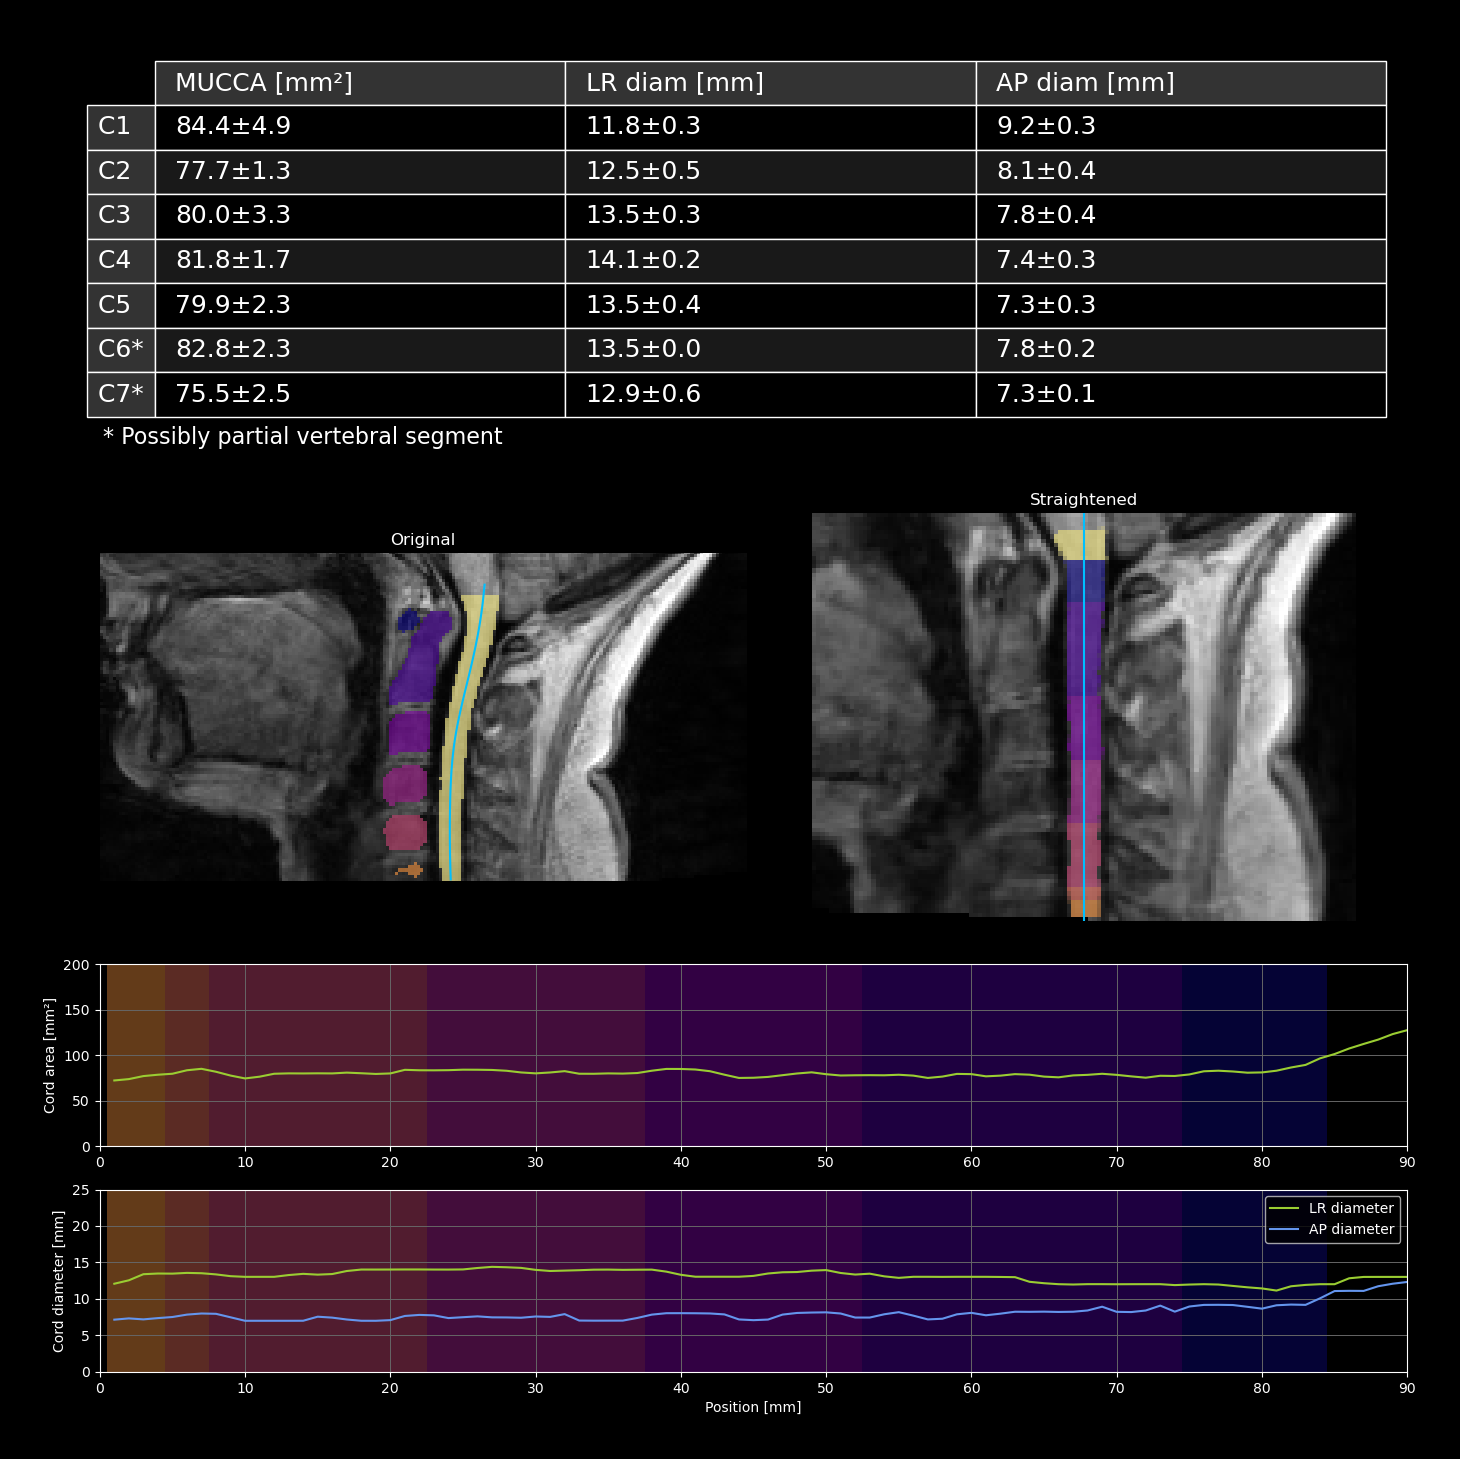 MUCCA [mm²] LR diam [mm] AP diam [mm]
C1 84.4±4.9 11.8±0.3 9.2±0.3
C2 77.7±1.3 12.5±0.5 8.1±0.4
C3 80.0±3.3 13.5±0.3 7.8±0.4
C4 81.8±1.7 14.1±0.2 7.4±0.3
C5 79.9±2.3 13.5±0.4 7.3±0.3
C6* 82.8±2.3 13.5±0.0 7.8±0.2
C7* 75.5±2.5 12.9±0.6 7.3±0.1
* Possibly partial vertebral segment
Original
Straightened
Cord area [mm²]
200
150
100
50
0
0 10 20 30 40 50 60 70 80 90
Cord diameter [mm]
25
20
15
10
5
0
LR diameter
AP diameter
0 10 20 30 40 50 60 70 80 90
Position [mm]